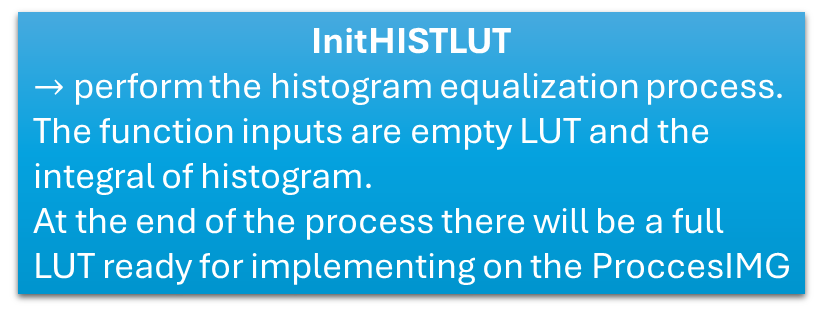 InitHISTLUT
→ perform the histogram equalization process.
The function inputs are empty LUT and the
integral of histogram.
At the end of the process there will be a full
LUT ready for implementing on the ProccesIMG